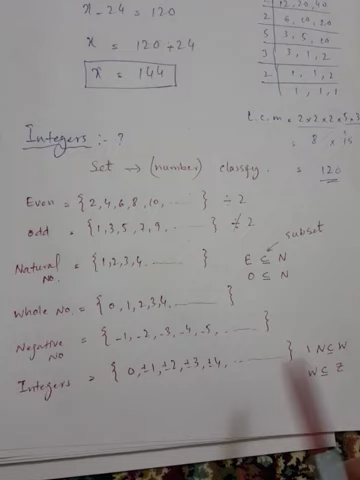 x - 24 = 120
x = 120 + 24
x = 144
12, 20, 40
2 | 6, 10, 20
5 | 3, 5, 10
3 | 3, 1, 2
2 | 1, 1, 2
1, 1, 1
L.C.M = 2 x 2 x 2 x 5 x 3
= 8 x 15
= 120
Integers :- ?
Set → (number) classify.
Even = { 2, 4, 6, 8, 10, ...... } ÷ 2
Odd = { 1, 3, 5, 7, 9, ...... } ÷̸ 2
subset
Natural No. = { 1, 2, 3, 4 ........ }
E ⊆ N
O ⊆ N
Whole No. = { 0, 1, 2, 3, 4, ........ }
Negative No = { -1, -2, -3, -4, -5, ........ }
Integers = { 0, ±1, ±2, ±3, ±4, ........ }
N ⊆ W
W ⊆ Z